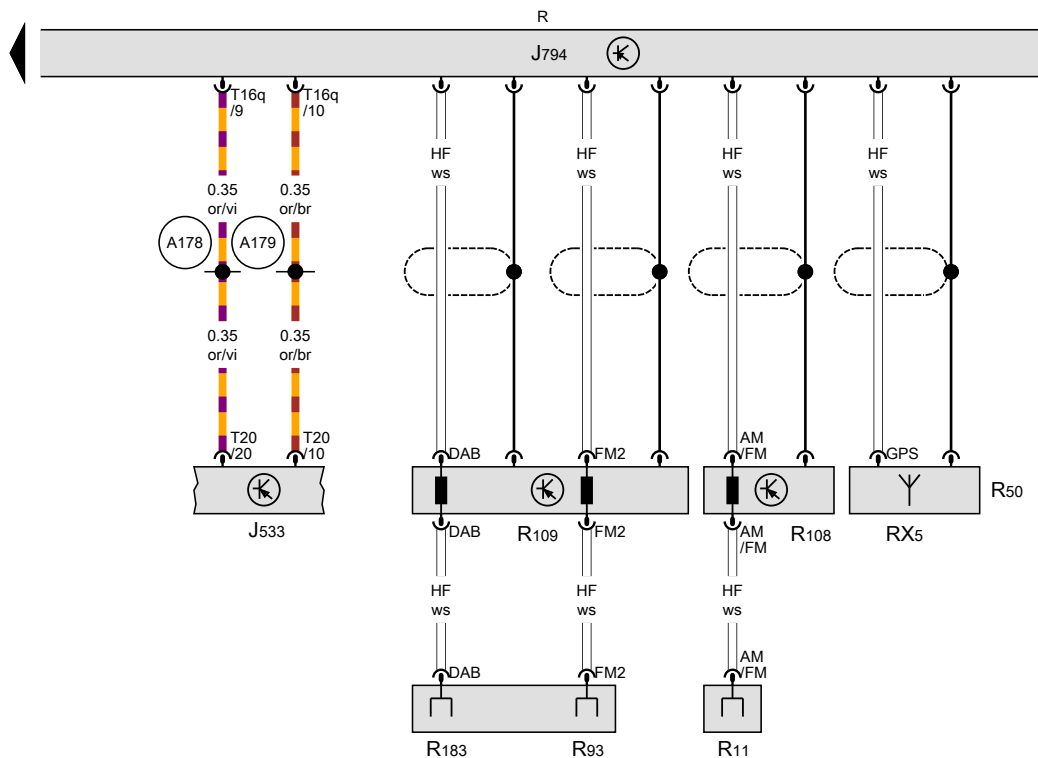 R
J794
T16q
/9
T16q
/10
HF
ws
HF
ws
HF
ws
HF
ws
0.35
or/vi
0.35
or/br
A178
A179
0.35
or/vi
0.35
or/br
T20
/20
T20
/10
DAB
FM2
AM
/FM
GPS
R50
J533
DAB
R109
FM2
AM
/FM
R108
RX5
HF
ws
HF
ws
HF
ws
DAB
FM2
AM
/FM
R183
R93
R11